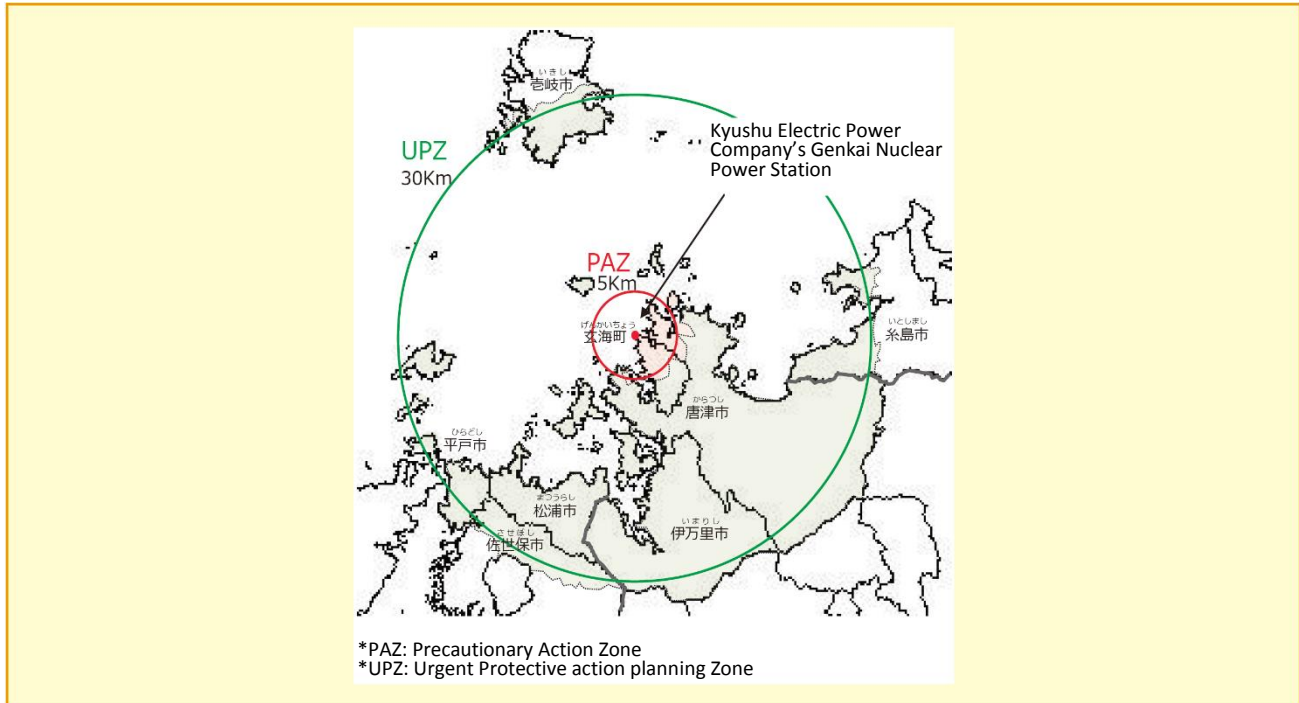 いきし
壱岐市
Kyushu Electric Power
Company's Genkai Nuclear
Power Station
UPZ
30Km
PAZ
5Km
げんかいちょう
玄海町
いとしまし
糸島市
からつし
唐津市
ひらどし
平戸市
まつうらし
松浦市
いまりし
伊万里市
させぼし
佐世保市
*PAZ: Precautionary Action Zone
*UPZ: Urgent Protective action planning Zone